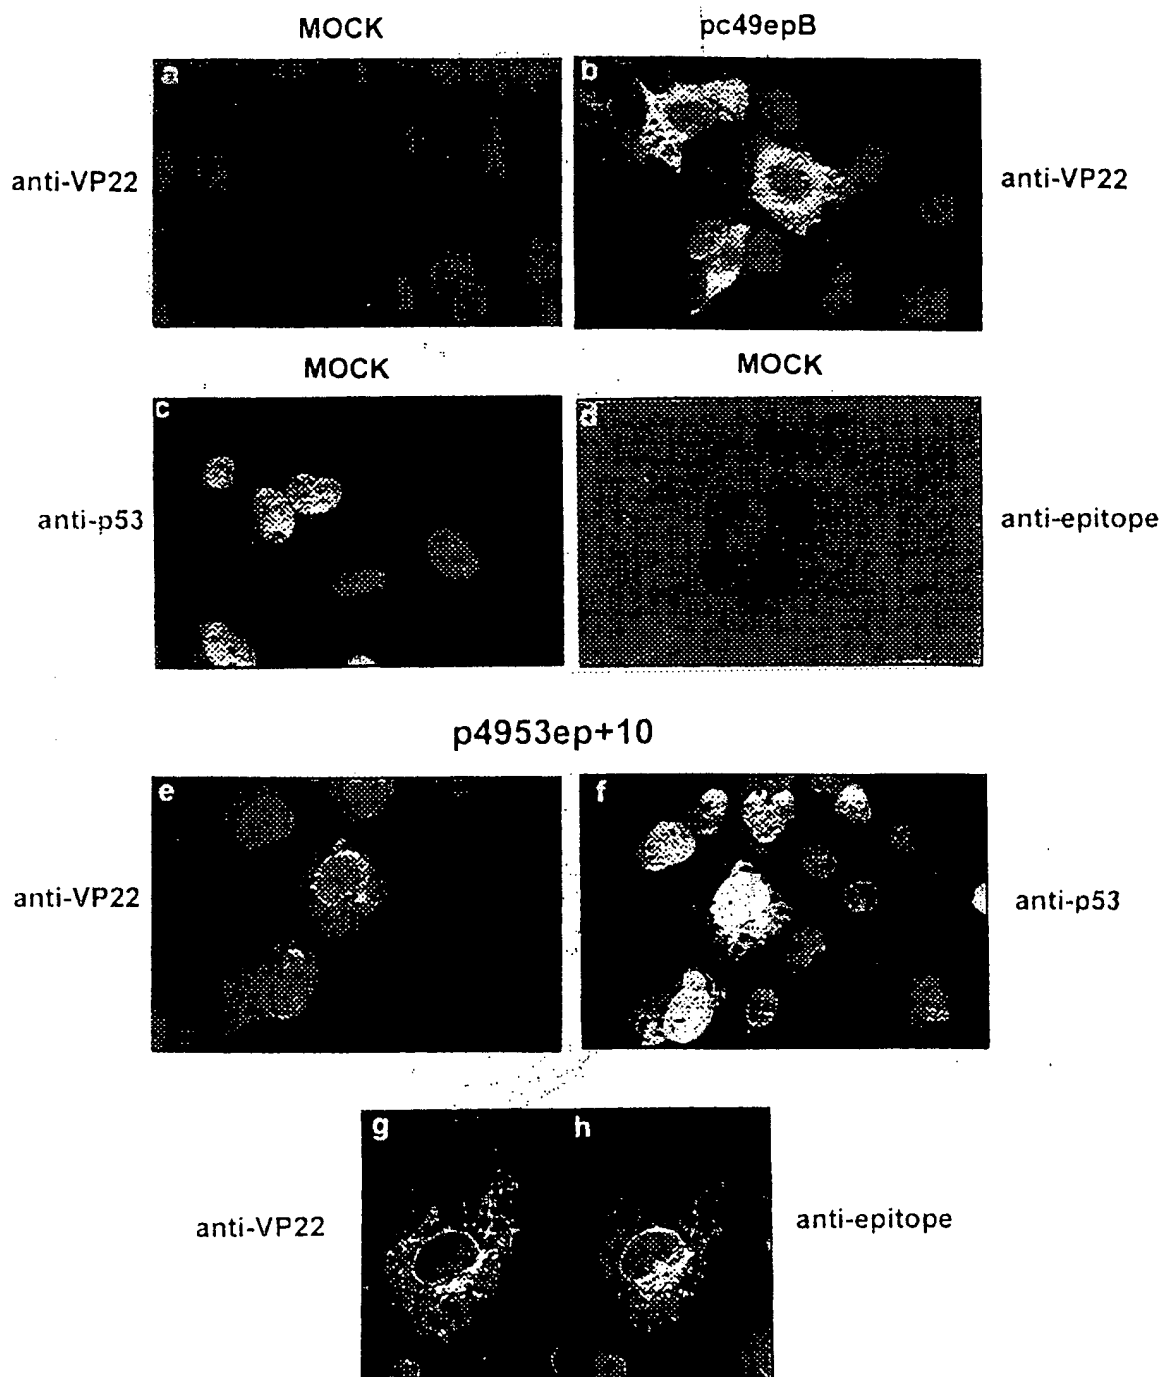 MOCK
pc49epB
a
b
anti-VP22
anti-VP22
MOCK
MOCK
c
d
anti-p53
anti-epitope
p4953ep+10
e
f
anti-VP22
anti-p53
g
h
anti-VP22
anti-epitope